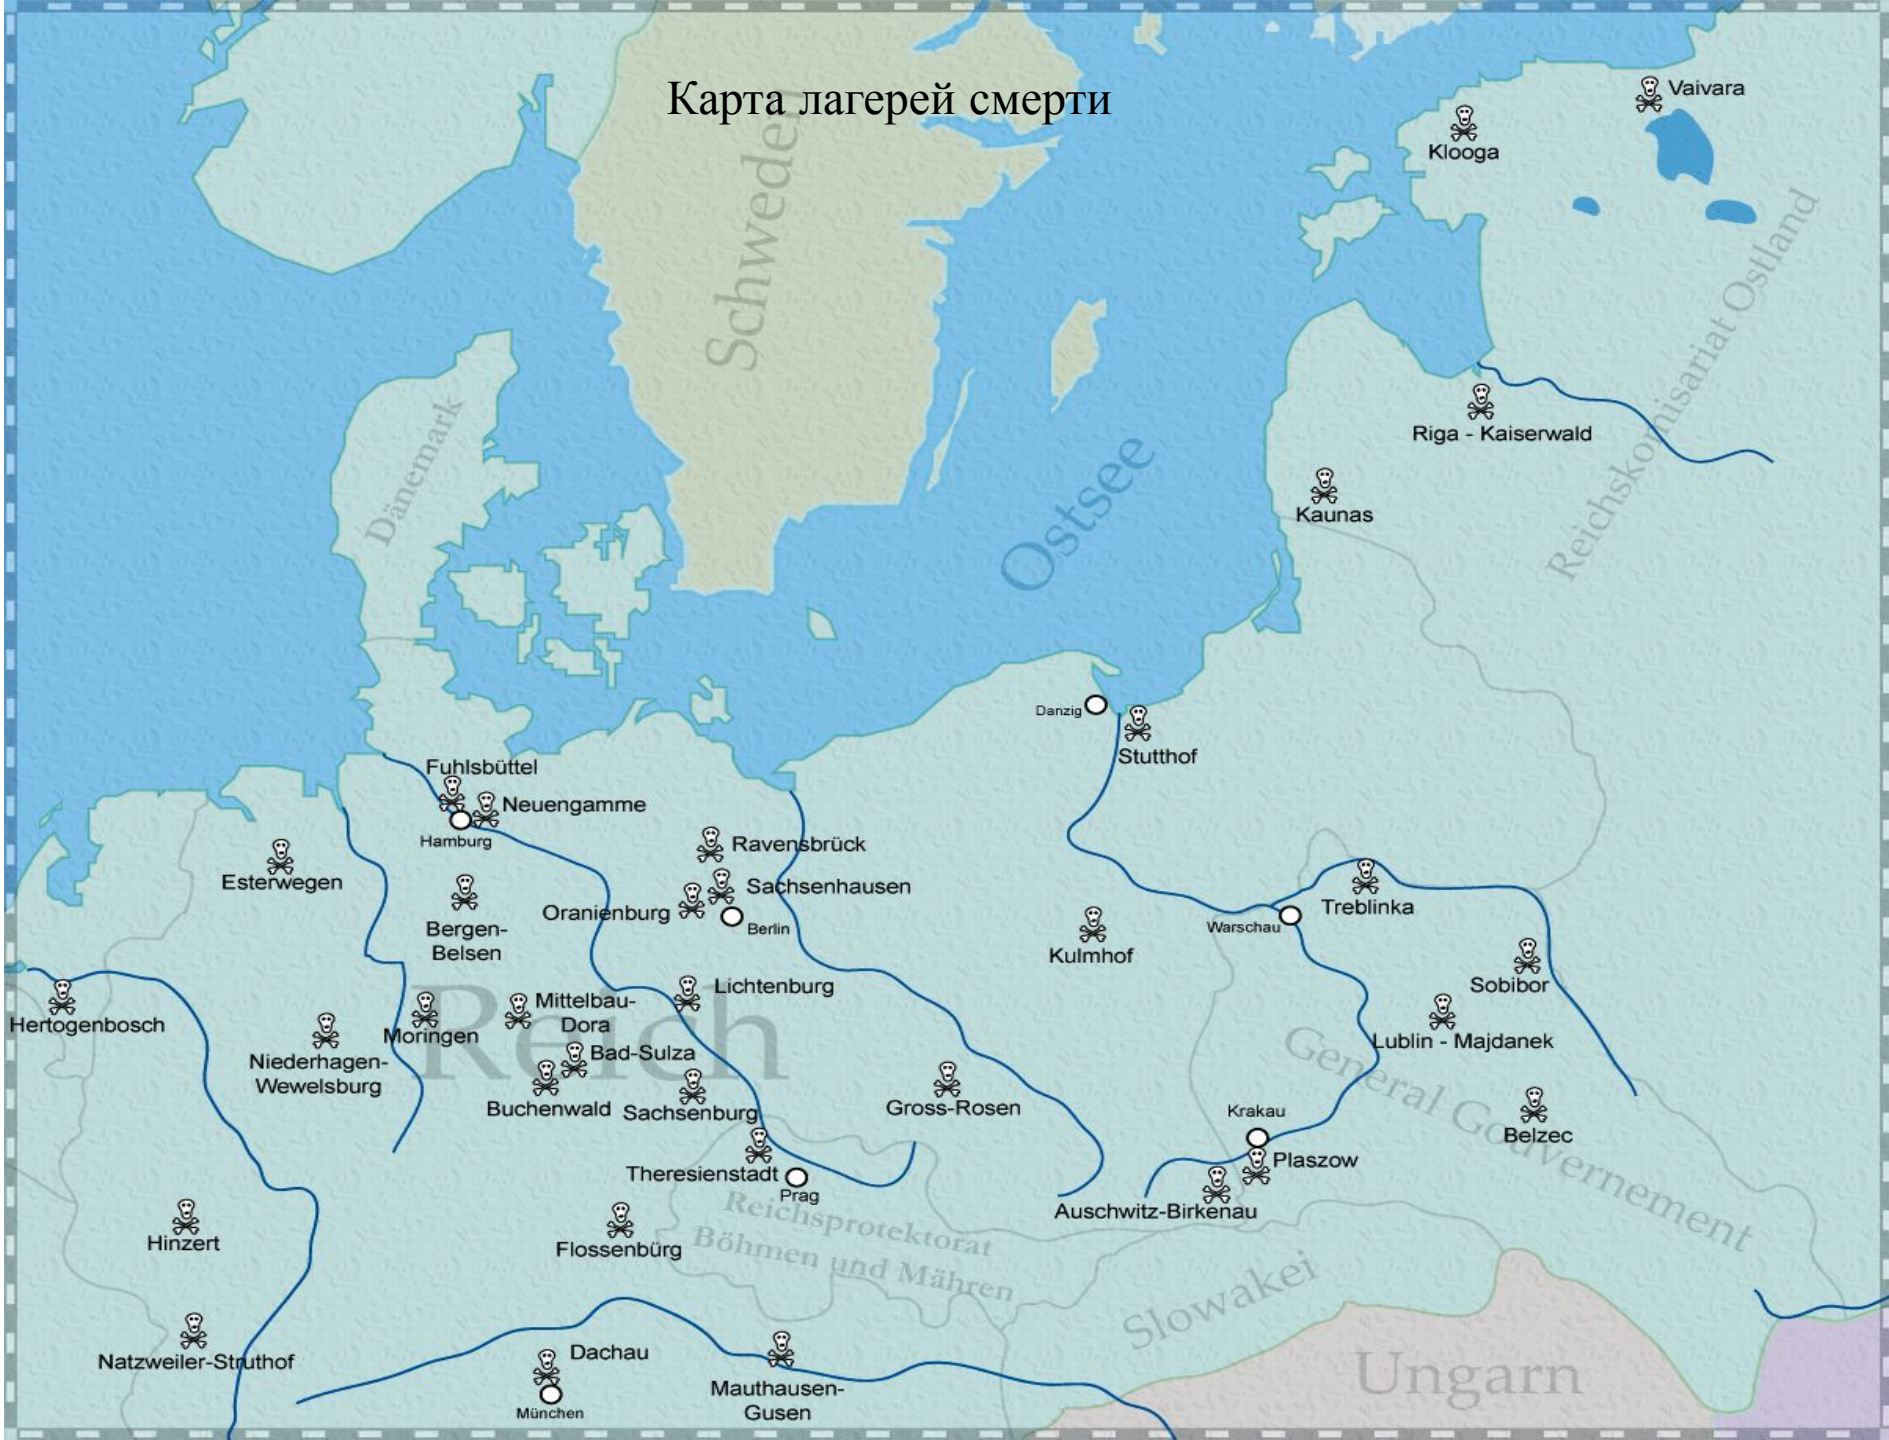 Карта лагерей смерти
Schweden
Vaivara
Klooga
Reichskomisariat Ostland
Riga - Kaiserwald
Dänemark
Ostsee
Kaunas
Danzig
Stutthof
Fuhlsbüttel
Neuengamme
Hamburg
Ravensbrück
Esterwegen
Sachsenhausen
Oranienburg
Berlin
Treblinka
Warschau
Bergen-
Belsen
Kulmhof
Sobibor
Lichtenburg
Hertogenbosch
Mittelbau-
Dora
Moringen
Reich
Lublin - Majdanek
Niederhagen-
Wewelsburg
Bad-Sulza
General Gouvernement
Buchenwald
Sachsenburg
Gross-Rosen
Krakau
Belzec
Theresienstadt
Plaszow
Prag
Auschwitz-Birkenau
Reichsprotektorat
Böhmen und Mähren
Hinzert
Flossenbürg
Slowakei
Natzweiler-Struthof
Dachau
Ungarn
Mauthausen-
Gusen
München